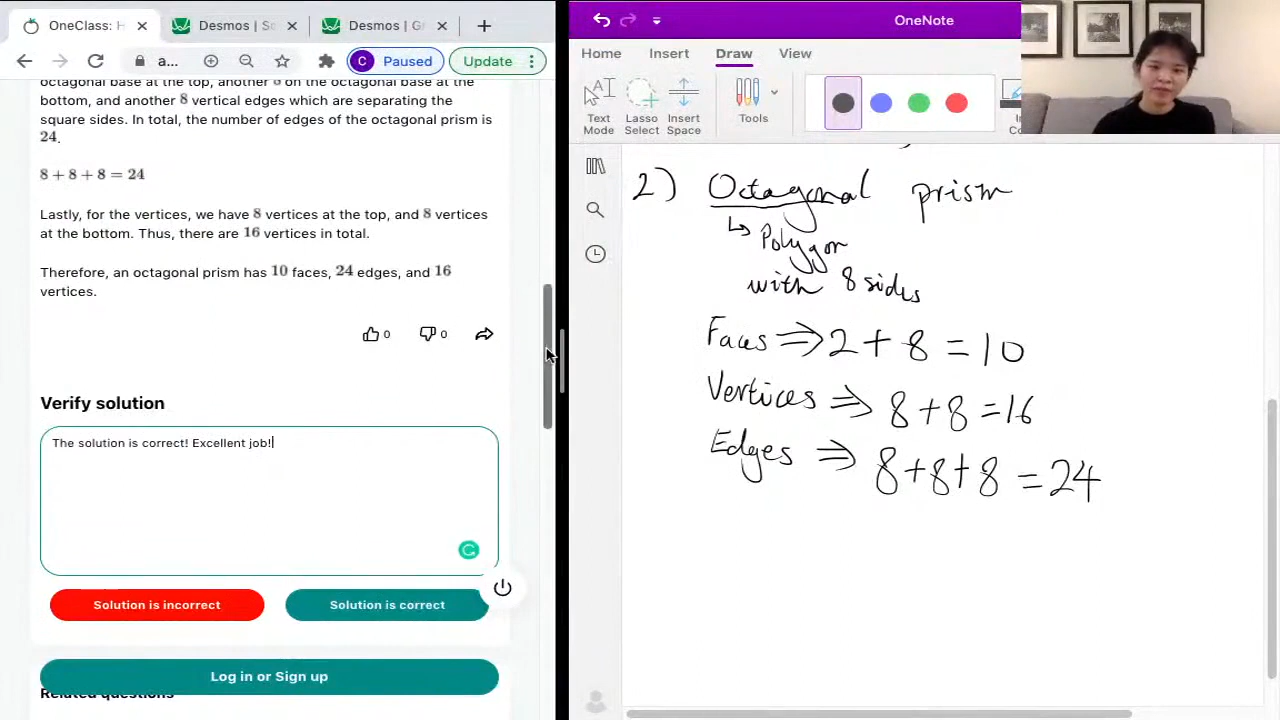 OneClass: H
Desmos | Sc
Desmos | Gr
a...
C Paused
Update
octagonal base at the top, another 8 on the octagonal base at the
bottom, and another 8 vertical edges which are separating the
square sides. In total, the number of edges of the octagonal prism is
24.
8 + 8 + 8 = 24
Lastly, for the vertices, we have 8 vertices at the top, and 8 vertices
at the bottom. Thus, there are 16 vertices in total.
Therefore, an octagonal prism has 10 faces, 24 edges, and 16
vertices.
0
0
Verify solution
The solution is correct! Excellent job!
Solution is incorrect
Solution is correct
Log in or Sign up
Related questions
OneNote
Home
Insert
Draw
View
Text
Mode
Lasso
Select
Insert
Space
Tools
2) Octagonal prism
↳ Polygon
with 8 sides
Faces ⇒ 2 + 8 = 10
Vertices ⇒ 8 + 8 = 16
Edges ⇒ 8 + 8 + 8 = 24